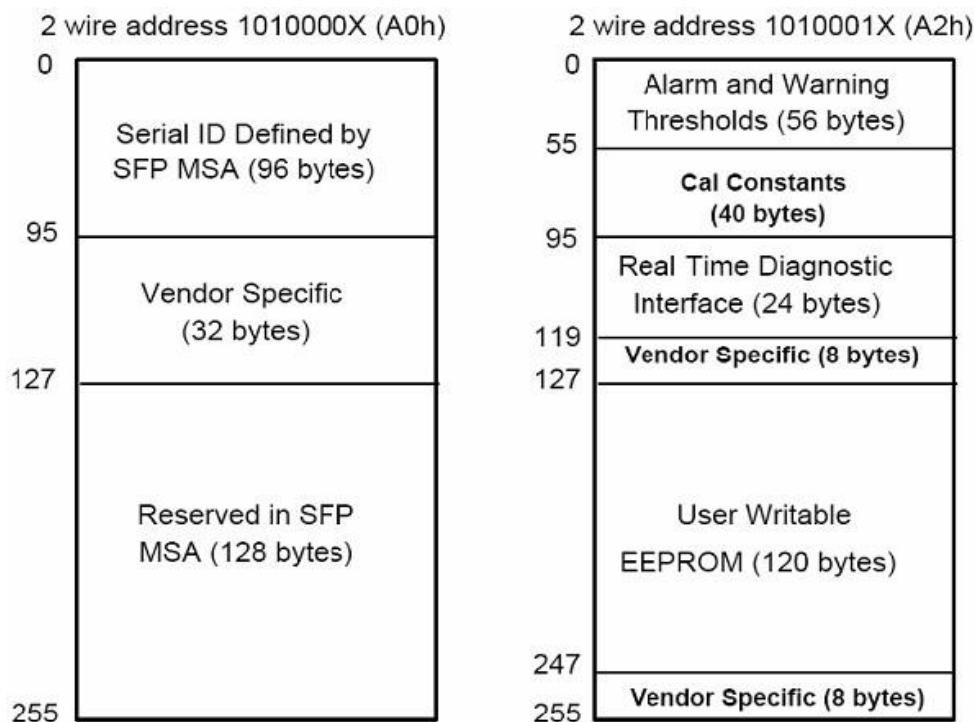 2 wire address 1010000X (A0h)
0
Serial ID Defined by
SFP MSA (96 bytes)
95
Vendor Specific
(32 bytes)
127
Reserved in SFP
MSA (128 bytes)
255
2 wire address 1010001X (A2h)
0
Alarm and Warning
Thresholds (56 bytes)
55
Cal Constants
(40 bytes)
95
Real Time Diagnostic
Interface (24 bytes)
119
Vendor Specific (8 bytes)
127
User Writable
EEPROM (120 bytes)
247
Vendor Specific (8 bytes)
255